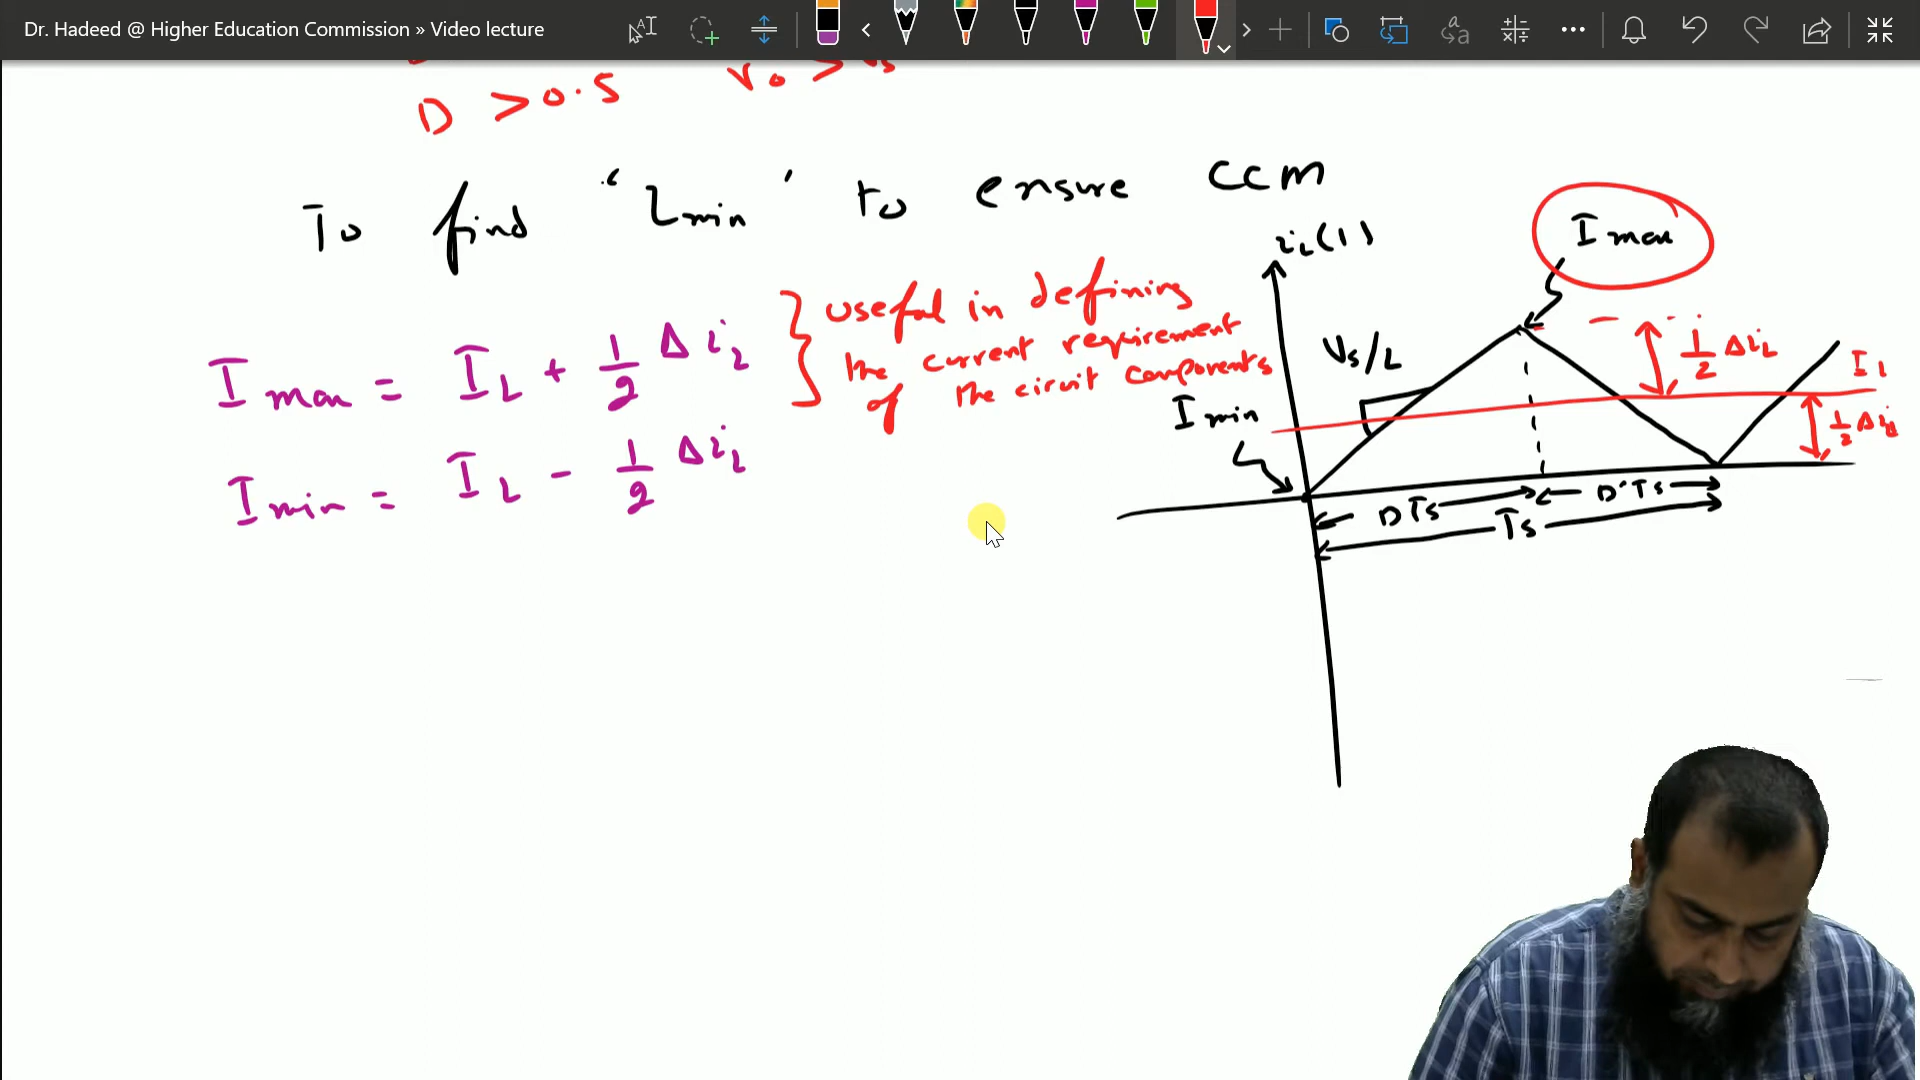 Dr. Hadeed @ Higher Education Commission » Video lecture
D > 0.5
To find 'Lmin' to ensure CCM
Imax = IL + 1/2 ΔiL
Imin = IL - 1/2 ΔiL
} useful in defining
the current requirement
of the circuit components
iL(t)
Imax
Vs/L
1/2 ΔiL
IL
Imin
1/2 ΔiL
DTs
D'Ts
Ts